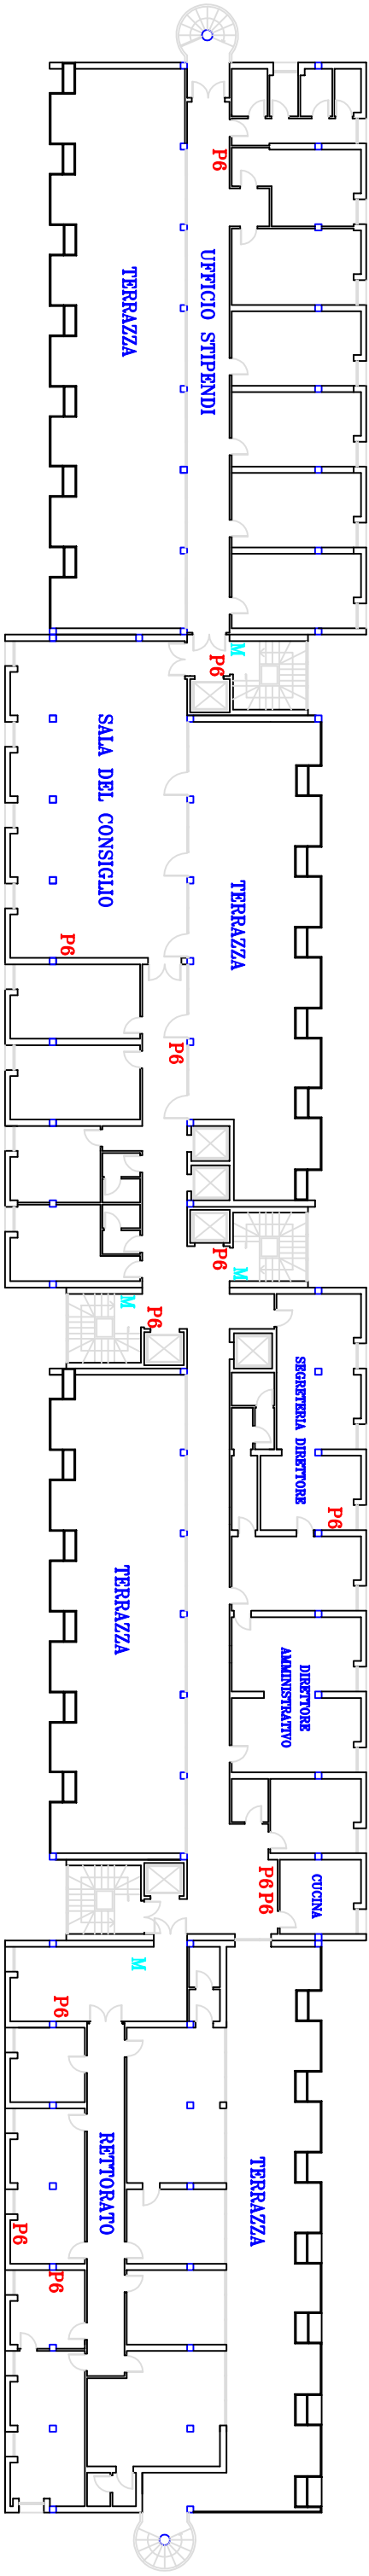 P6
UFFICIO STIPENDI
TERRAZZA
M
P6
SALA DEL CONSIGLIO
TERRAZZA
P6
P6
P6
M
M
P6
SEGRETERIA DIRETTORE
P6
TERRAZZA
DIRETTORE
AMMINISTRATIVO
P6 P6
CUCINA
M
P6
RETTORATO
TERRAZZA
P6
P6